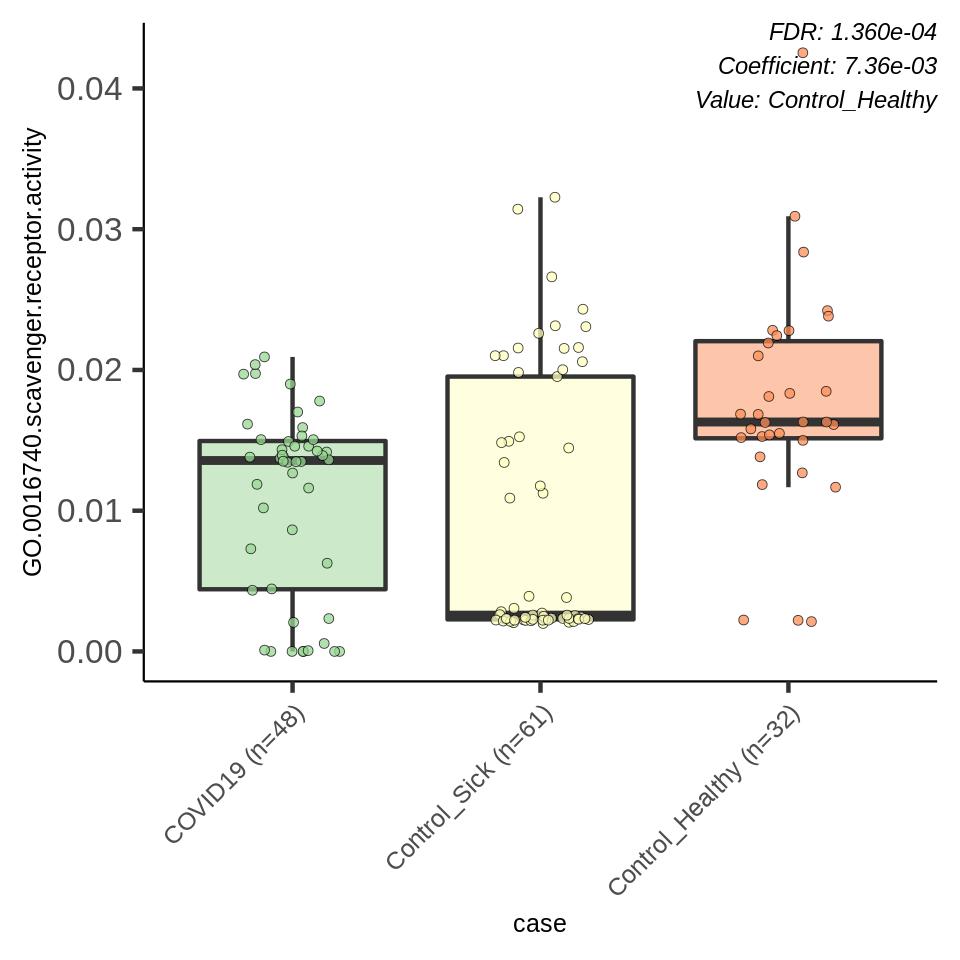 FDR: 1.360e-04
Coefficient: 7.36e-03
Value: Control_Healthy
GO.0016740.scavenger.receptor.activity
0.04
0.03
0.02
0.01
0.00
COVID19 (n=48)
Control_Sick (n=61)
Control_Healthy (n=32)
case